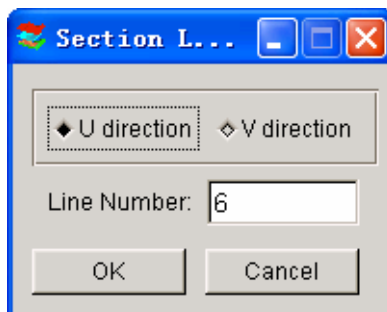 Section L...
U direction V direction
Line Number: 6
OK Cancel